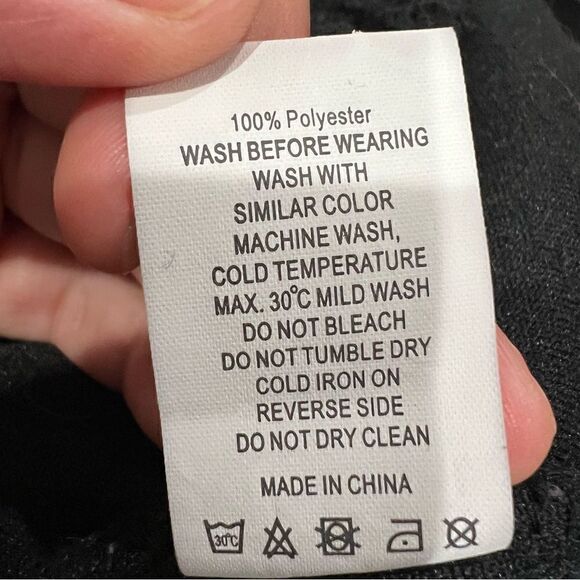 100% Polyester
WASH BEFORE WEARING
WASH WITH
SIMILAR COLOR
MACHINE WASH,
COLD TEMPERATURE
MAX. 30°C MILD WASH
DO NOT BLEACH
DO NOT TUMBLE DRY
COLD IRON ON
REVERSE SIDE
DO NOT DRY CLEAN
MADE IN CHINA
30°C